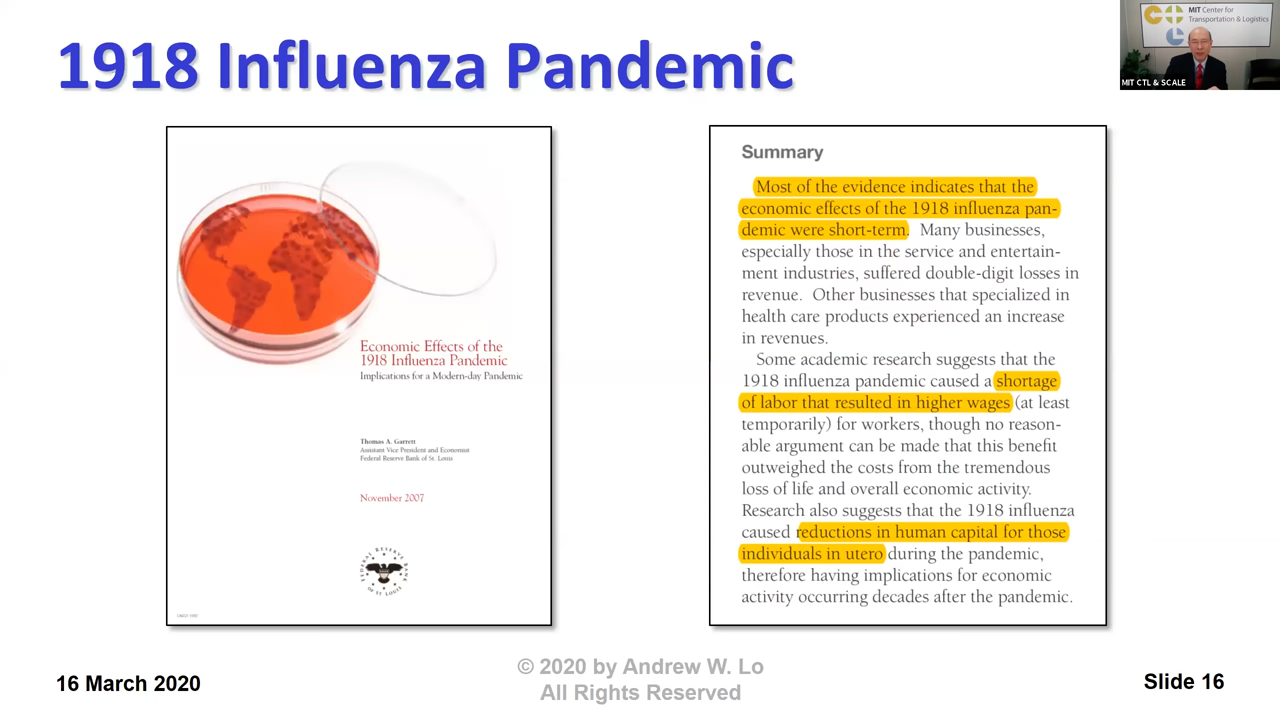 1918 Influenza Pandemic
MIT Center for
Transportation & Logistics
MIT CTL & SCALE
Economic Effects of the
1918 Influenza Pandemic
Implications for a Modern-day Pandemic
Thomas A. Garrett
Assistant Vice President and Economist
Federal Reserve Bank of St. Louis
November 2007
FEDERAL RESERVE BANK
OF ST. LOUIS
Summary
Most of the evidence indicates that the
economic effects of the 1918 influenza pan-
demic were short-term. Many businesses,
especially those in the service and entertain-
ment industries, suffered double-digit losses in
revenue. Other businesses that specialized in
health care products experienced an increase
in revenues.
Some academic research suggests that the
1918 influenza pandemic caused a shortage
of labor that resulted in higher wages (at least
temporarily) for workers, though no reason-
able argument can be made that this benefit
outweighed the costs from the tremendous
loss of life and overall economic activity.
Research also suggests that the 1918 influenza
caused reductions in human capital for those
individuals in utero during the pandemic,
therefore having implications for economic
activity occurring decades after the pandemic.
16 March 2020
© 2020 by Andrew W. Lo
All Rights Reserved
Slide 16